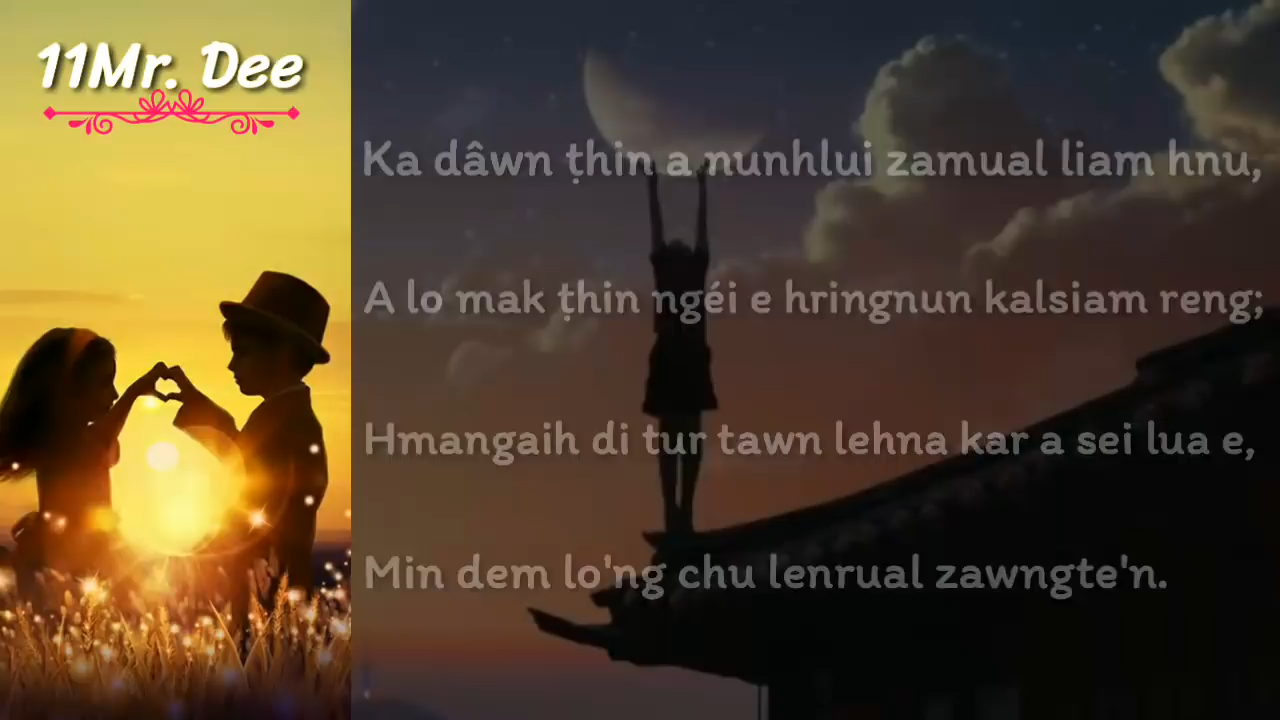 11Mr. Dee
Ka dâwn ṭhin a nunhlui zamual liam hnu,
A lo mak ṭhin ngéi e hringnun kalsiam reng;
Hmangaih di tur tawn lehna kar a sei lua e,
Min dem lo'ng chu lenrual zawngte'n.